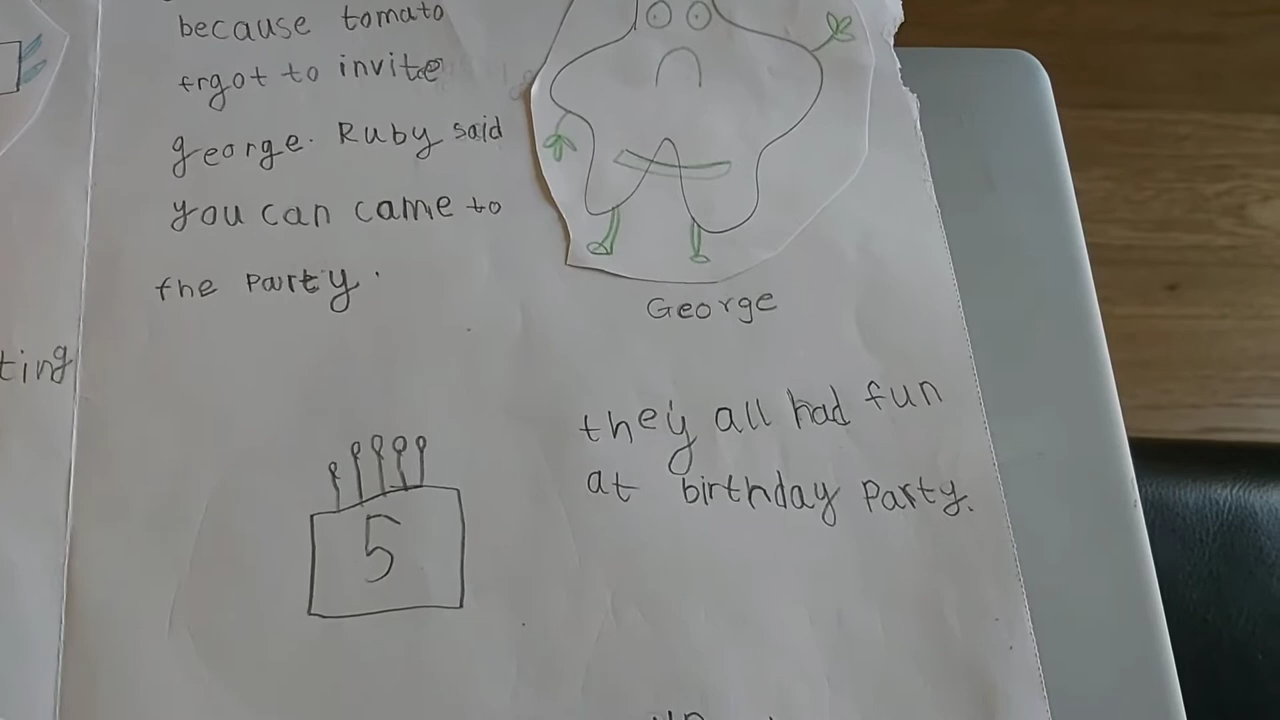 because tomato
frgot to invite
george. Ruby said
you can came to
the party.
George
ting
5
they all had fun
at birthday party.